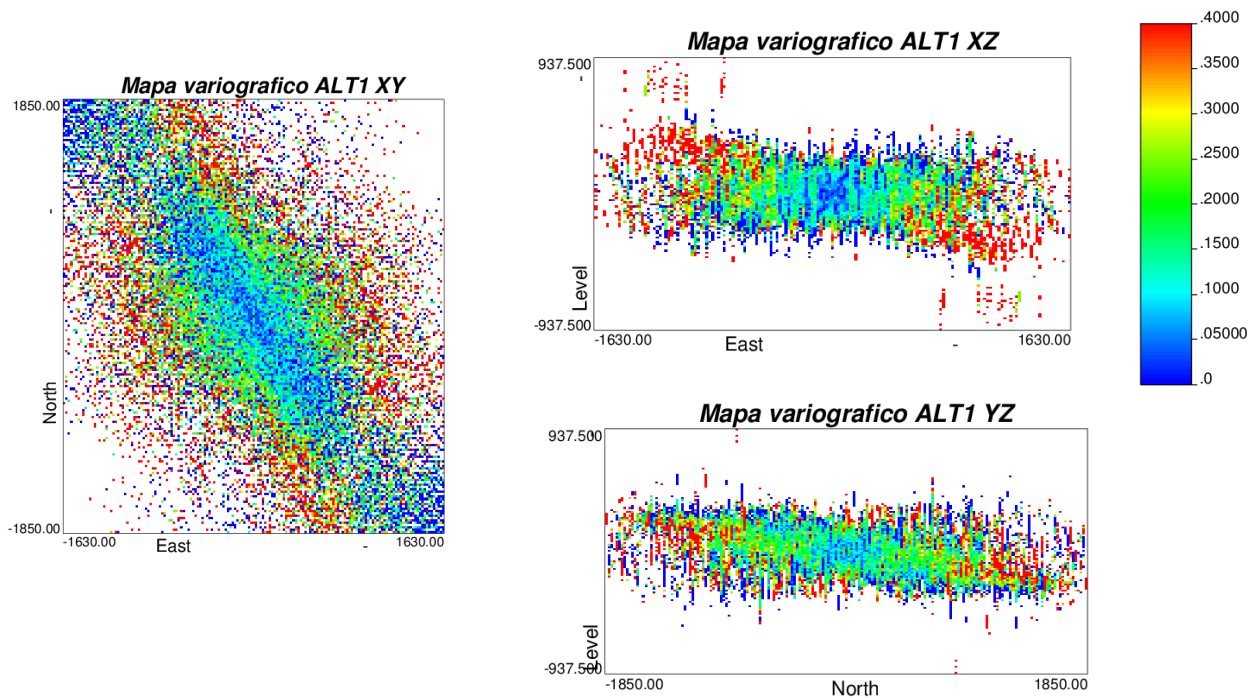 Mapa variografico ALT1 XY
1850.00
North
-1850.00
-1630.00
East
1630.00
Mapa variografico ALT1 XZ
937.500
Level
-937.500
-1630.00
East
1630.00
Mapa variografico ALT1 YZ
937.500
Level
-937.500
-1850.00
North
1850.00
.4000
.3500
.3000
.2500
.2000
.1500
.1000
.05000
.0